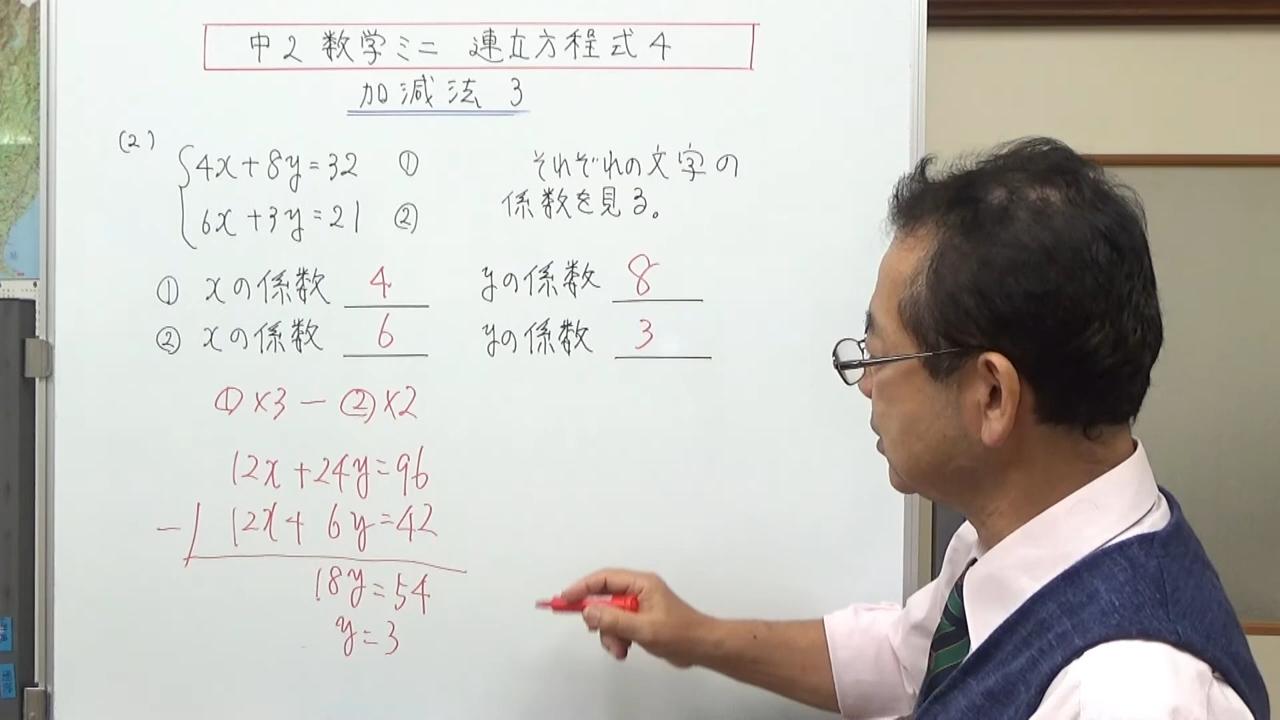 中2 数学ミニ 連立方程式4
加減法 3
(2)
4x+8y=32 ①
6x+3y=21 ②
それぞれの文字の
係数を見る。
① xの係数 4 yの係数 8
② xの係数 6 yの係数 3
①×3-②×2
12x+24y=96
-) 12x+6y=42
18y=54
y=3